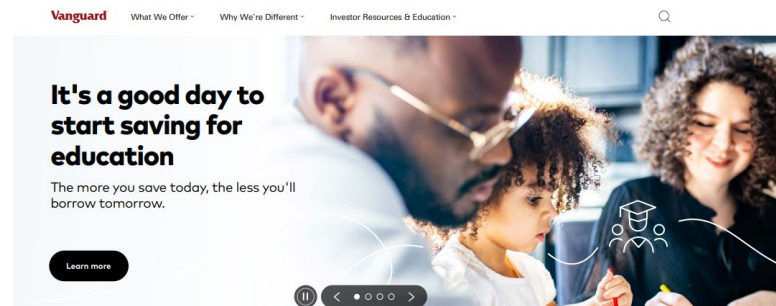 Vanguard
What We Offer
Why We're Different
Investor Resources & Education
It's a good day to
start saving for
education
The more you save today, the less you'll
borrow tomorrow.
Learn more